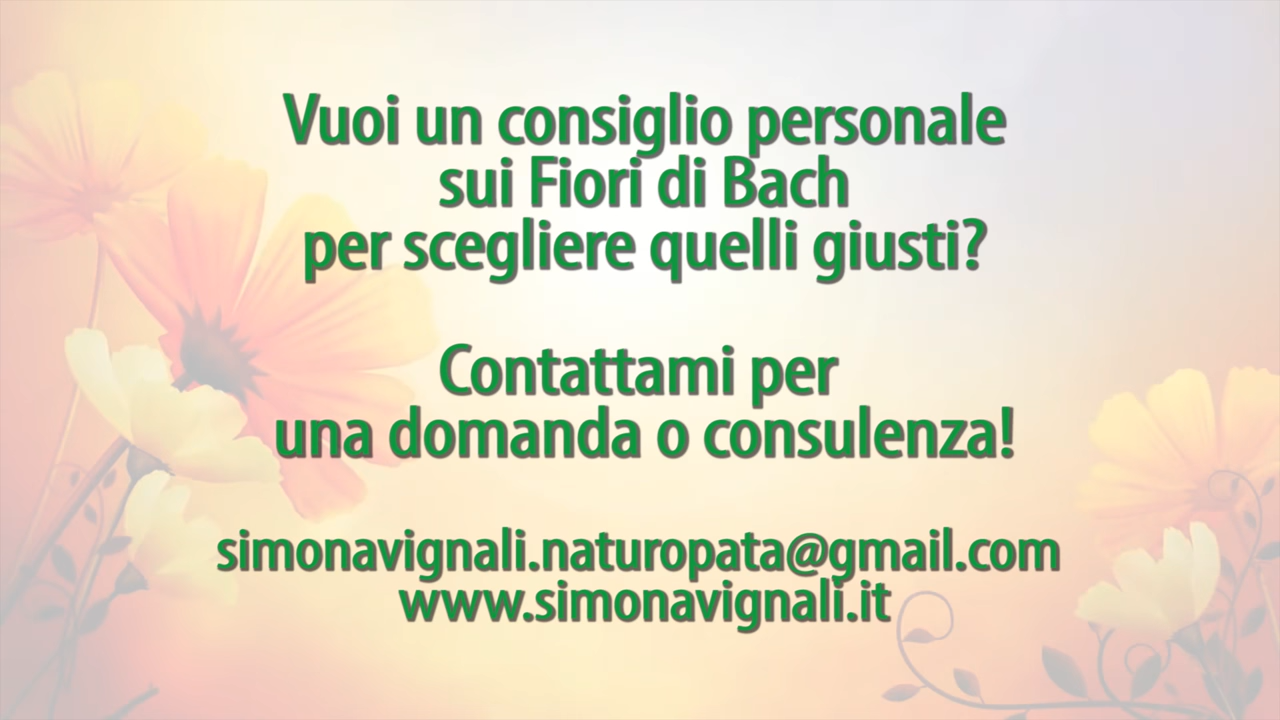 Vuoi un consiglio personale
sui Fiori di Bach
per scegliere quelli giusti?
Contattami per
una domanda o consulenza!
simonavignali.naturopata@gmail.com
www.simonavignali.it